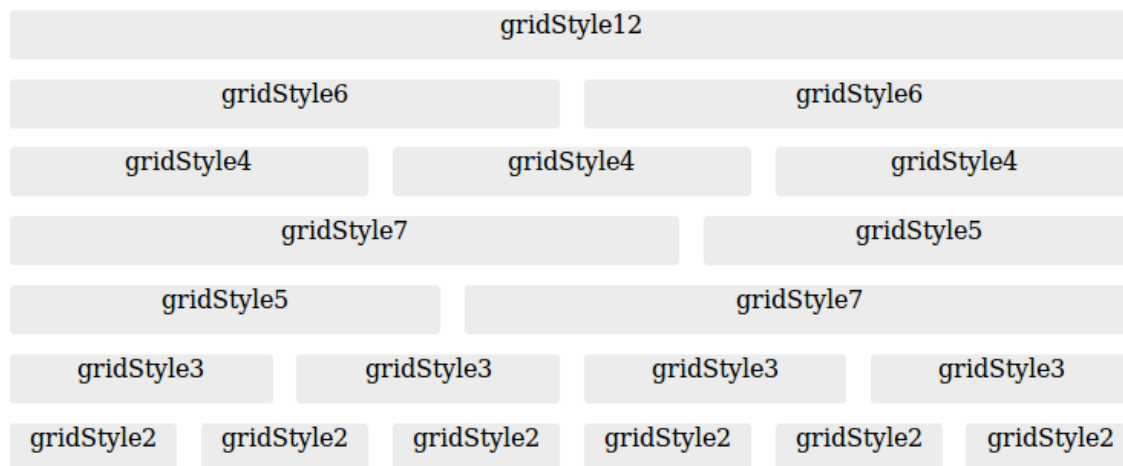 gridStyle12
gridStyle6 gridStyle6
gridStyle4 gridStyle4 gridStyle4
gridStyle7 gridStyle5
gridStyle5 gridStyle7
gridStyle3 gridStyle3 gridStyle3 gridStyle3
gridStyle2 gridStyle2 gridStyle2 gridStyle2 gridStyle2 gridStyle2